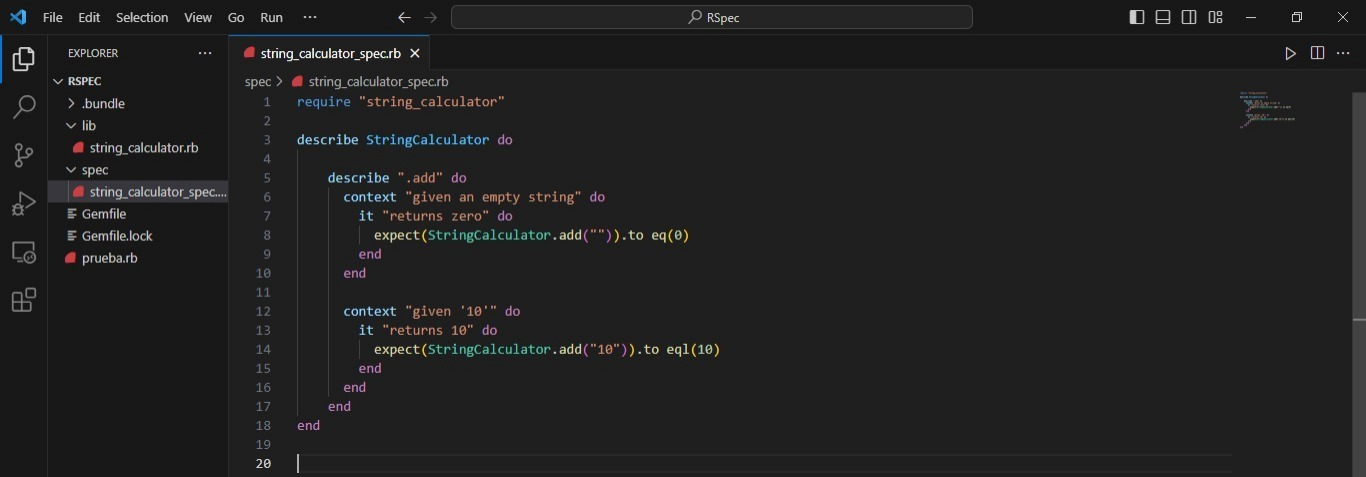 File Edit Selection View Go Run ···
RSpec
EXPLORER ···
RSPEC
.bundle
lib
string_calculator.rb
spec
string_calculator_spec....
Gemfile
Gemfile.lock
prueba.rb
string_calculator_spec.rb
spec > string_calculator_spec.rb
1 require "string_calculator"
2
3 describe StringCalculator do
4
5 describe ".add" do
6 context "given an empty string" do
7 it "returns zero" do
8 expect(StringCalculator.add("")).to eq(0)
9 end
10 end
11
12 context "given '10'" do
13 it "returns 10" do
14 expect(StringCalculator.add("10")).to eql(10)
15 end
16 end
17 end
18 end
19
20